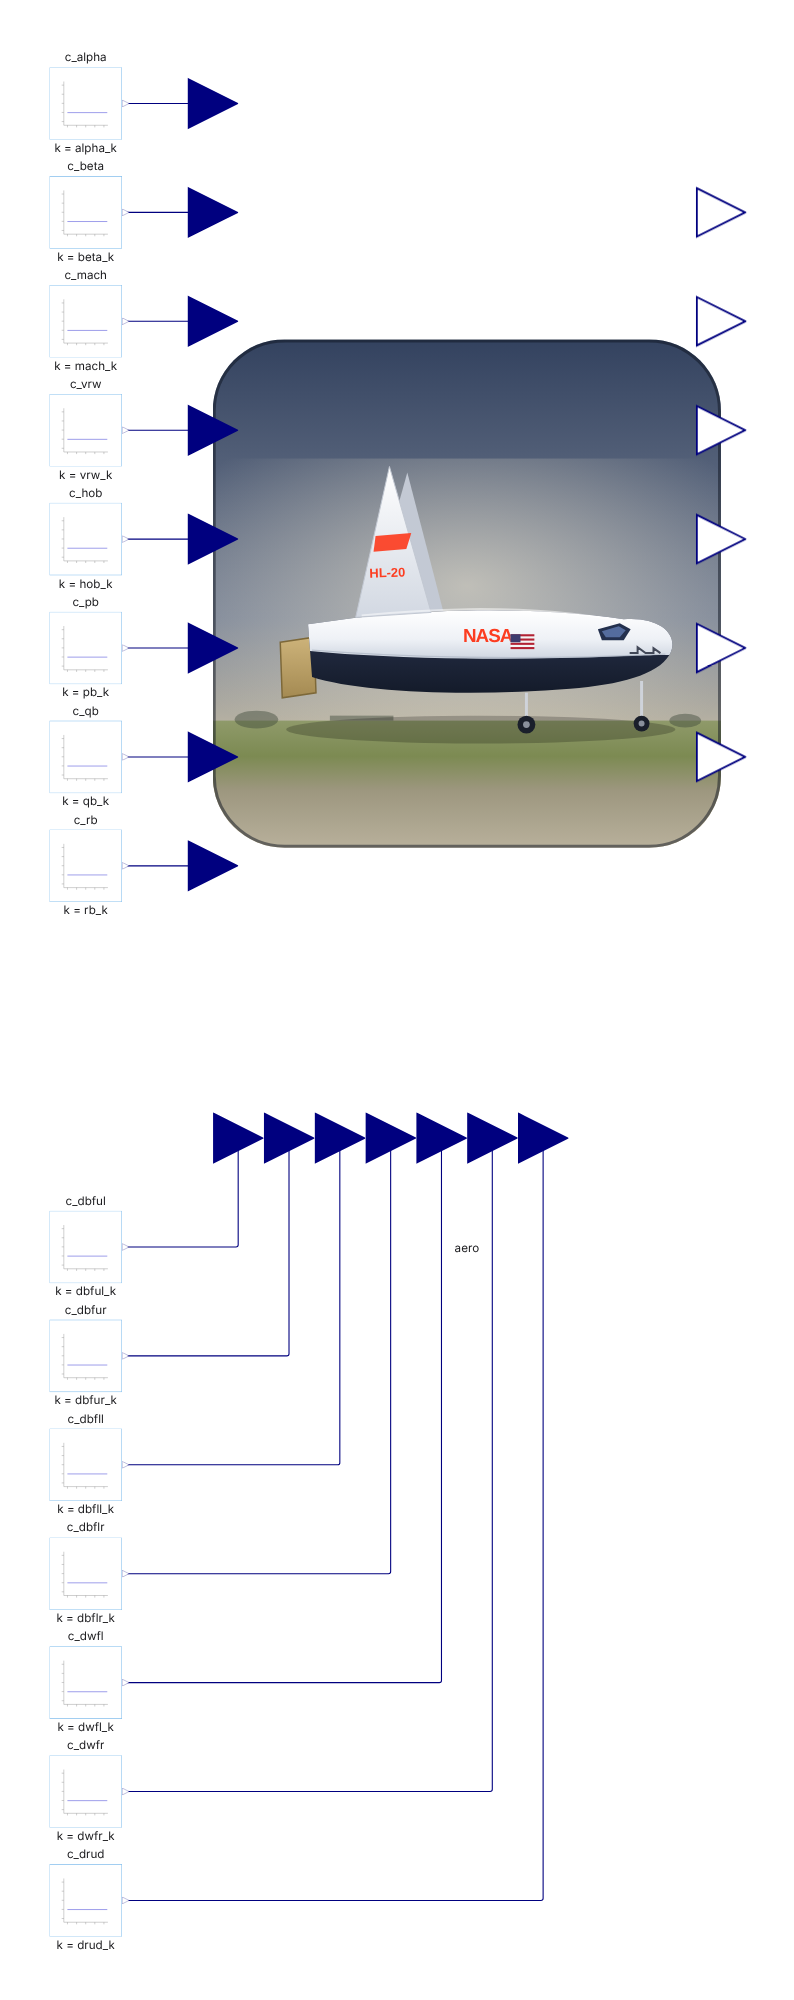 c_alpha
k = alpha_k
c_beta
k = beta_k
c_mach
k = mach_k
c_vrw
k = vrw_k
c_hob
k = hob_k
c_pb
k = pb_k
c_qb
k = qb_k
c_rb
k = rb_k
HL-20
NASA
c_dbful
k = dbful_k
c_dbfur
k = dbfur_k
c_dbfll
k = dbfll_k
c_dbflr
k = dbflr_k
c_dwfl
k = dwfl_k
c_dwfr
k = dwfr_k
c_drud
k = drud_k
aero